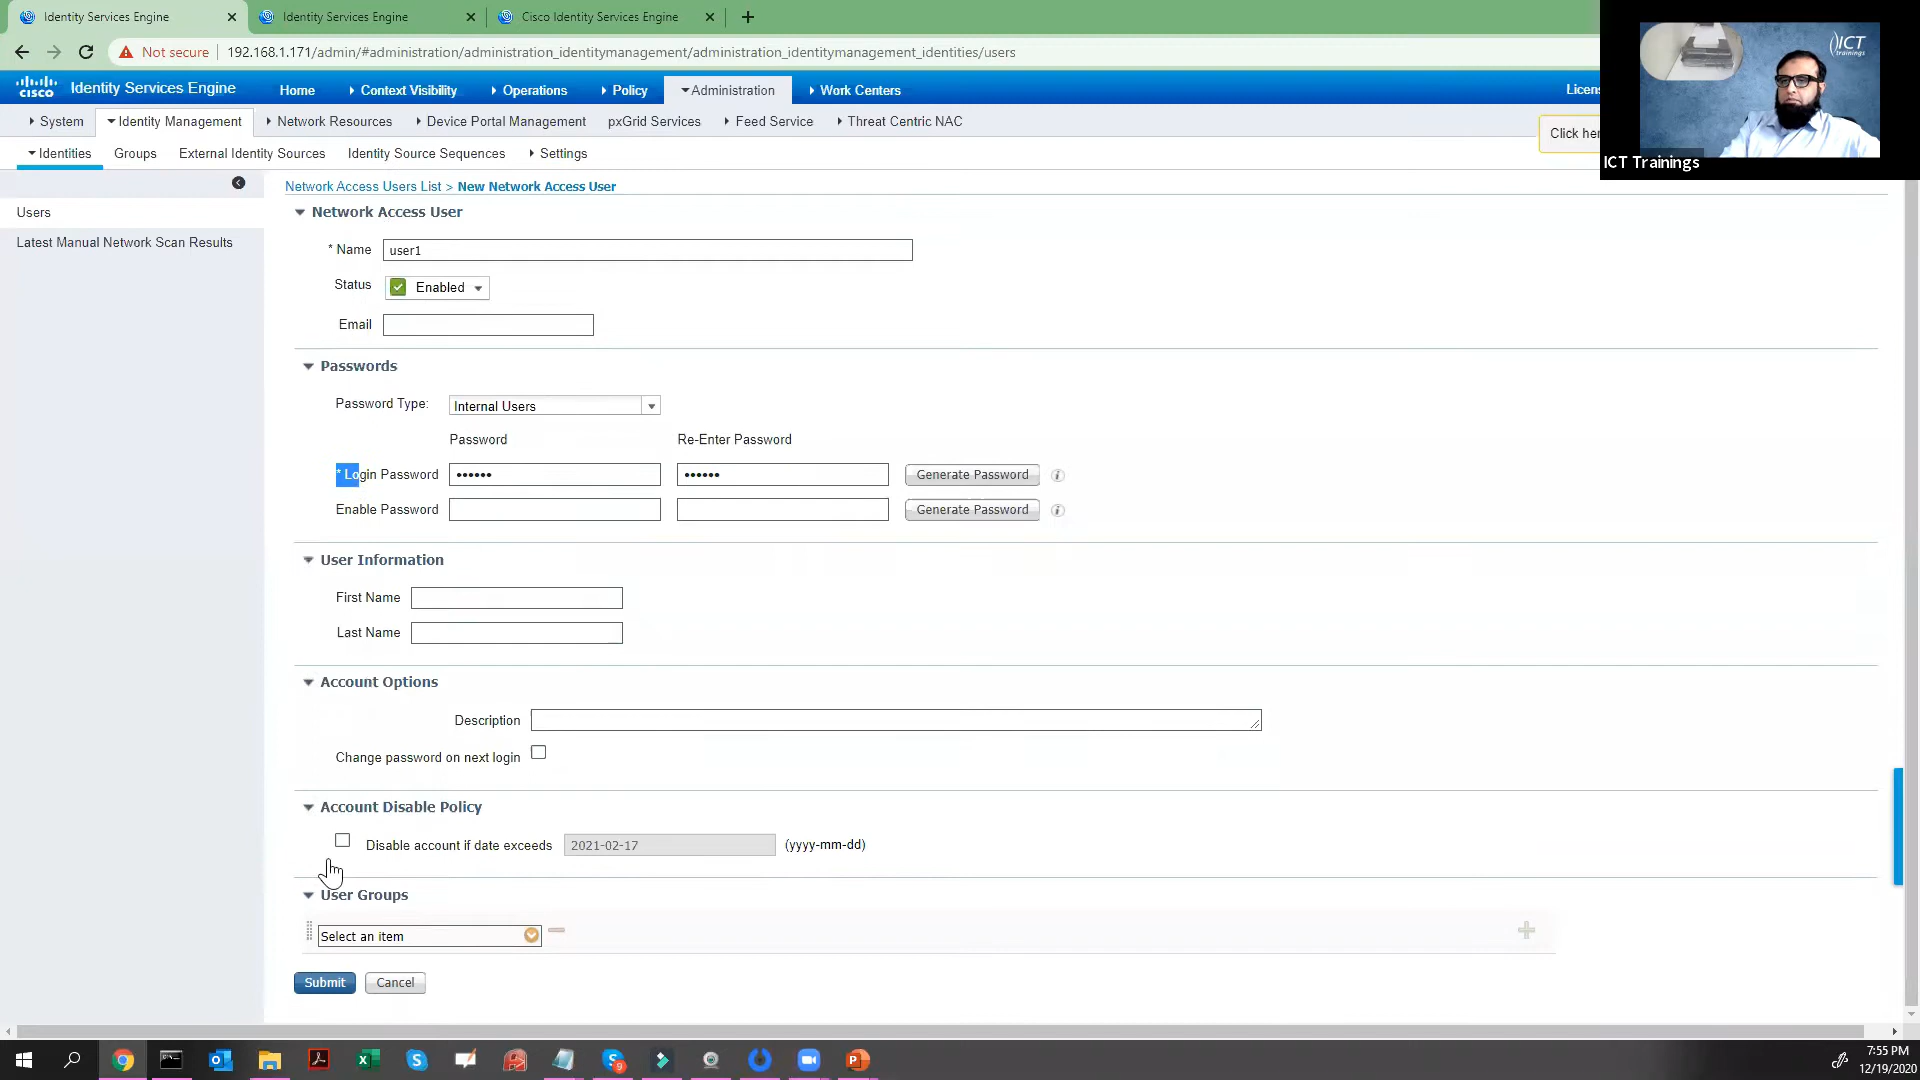 Identity Services Engine
Identity Services Engine
Cisco Identity Services Engine
Not secure
192.168.1.171/admin/#administration/administration_identitymanagement/administration_identitymanagement_identities/users
ICT
trainings
CISCO
Identity Services Engine
Home
Context Visibility
Operations
Policy
Administration
Work Centers
Licens
System
Identity Management
Network Resources
Device Portal Management
pxGrid Services
Feed Service
Threat Centric NAC
Click her
Identities
Groups
External Identity Sources
Identity Source Sequences
Settings
ICT Trainings
Users
Latest Manual Network Scan Results
Network Access Users List > New Network Access User
Network Access User
* Name
user1
Status
Enabled
Email
Passwords
Password Type:
Internal Users
Password
Re-Enter Password
* Login Password
••••••
••••••
Generate Password
Enable Password
Generate Password
User Information
First Name
Last Name
Account Options
Description
Change password on next login
Account Disable Policy
Disable account if date exceeds
2021-02-17
(yyyy-mm-dd)
User Groups
Select an item
Submit
Cancel
7:55 PM
12/19/2020